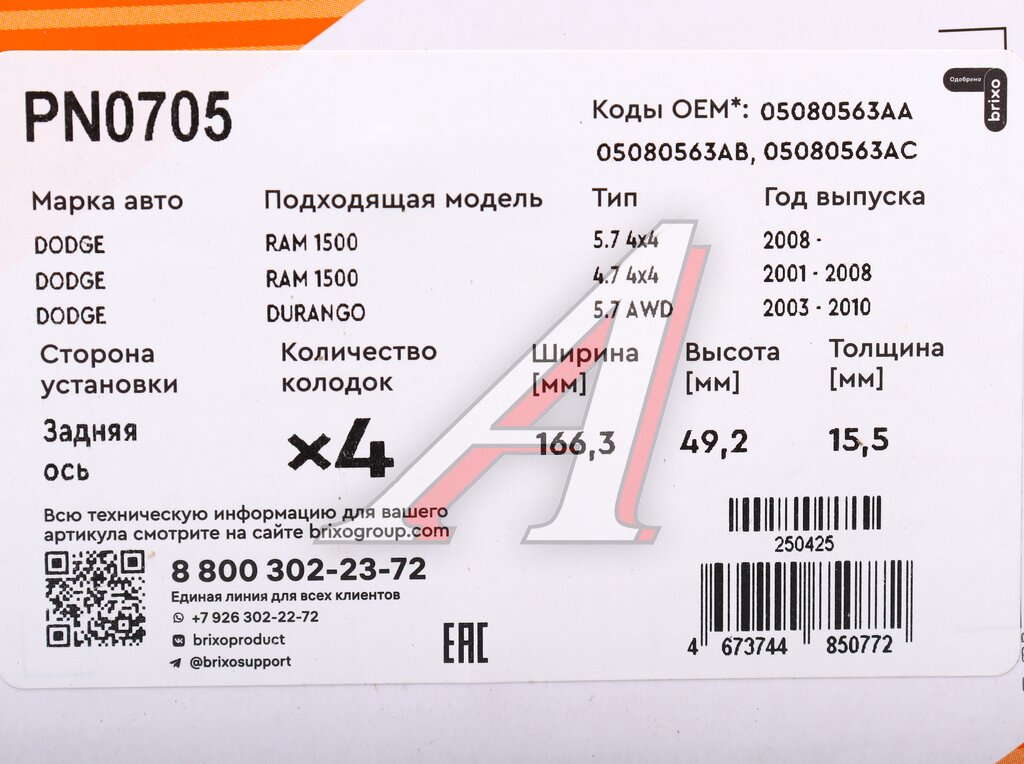 PN0705
Коды OEM*: 05080563AA
05080563AB, 05080563AC
Одобрено
brixo
Марка авто Подходящая модель Тип Год выпуска
DODGE RAM 1500 5.7 4x4 2008 -
DODGE RAM 1500 4.7 4x4 2001 - 2008
DODGE DURANGO 5.7 AWD 2003 - 2010
Сторона Количество Ширина Высота Толщина
установки колодок [мм] [мм] [мм]
Задняя
ось
×4 166,3 49,2 15,5
Всю техническую информацию для вашего
артикула смотрите на сайте brixogroup.com
8 800 302-23-72
Единая линия для всех клиентов
+7 926 302-22-72
brixoproduct
@brixosupport
EAC
250425
4 673744 850772